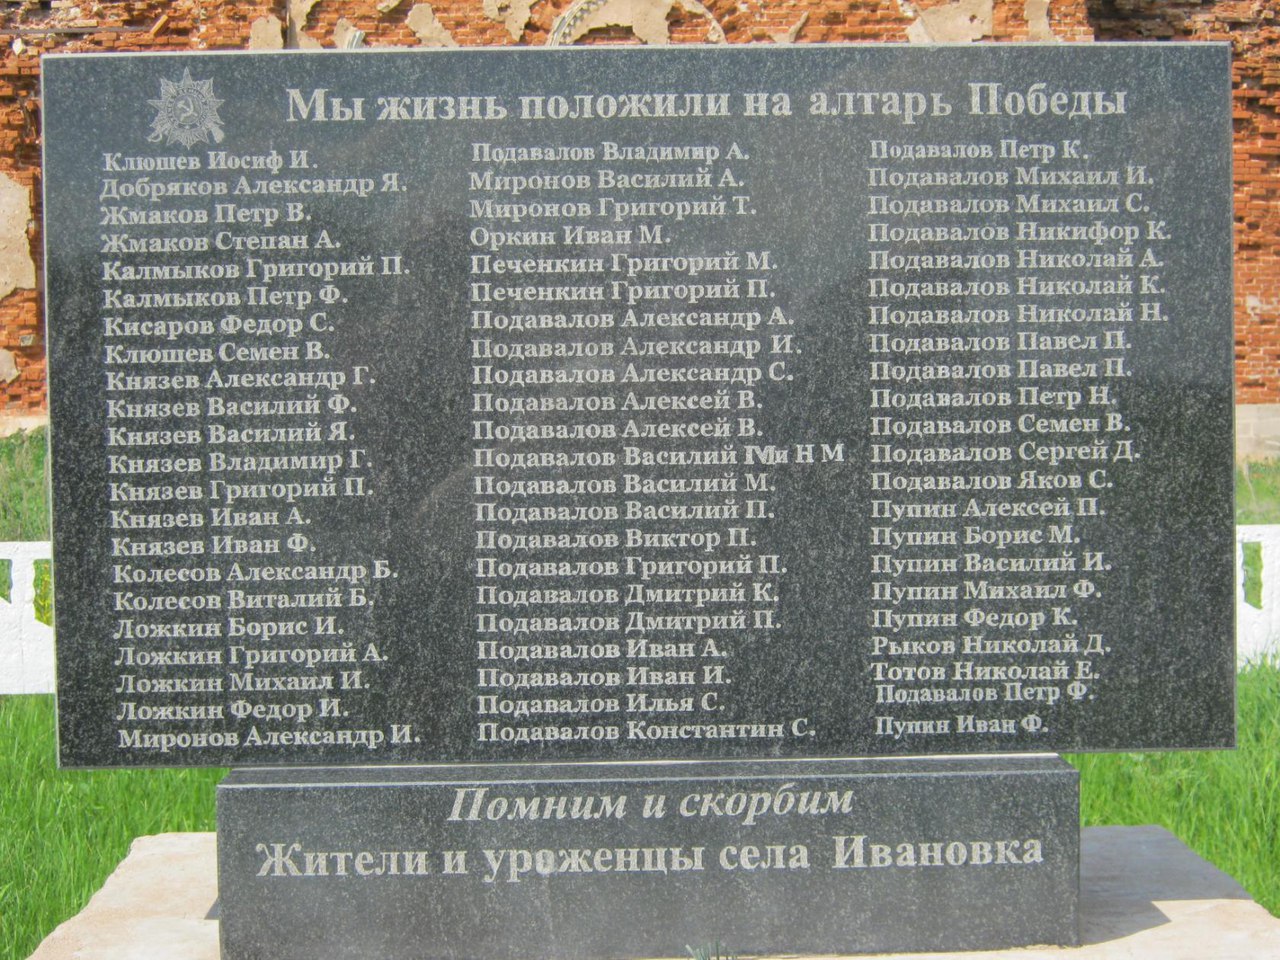 Мы жизнь положили на алтарь Победы
Клюшев Иосиф И.
Добряков Александр Я.
Жмаков Петр В.
Жмаков Степан А.
Калмыков Григорий П.
Калмыков Петр Ф.
Кисаров Федор С.
Клюшев Семен В.
Князев Александр Г.
Князев Василий Ф.
Князев Василий Я.
Князев Владимир Г.
Князев Григорий П.
Князев Иван А.
Князев Иван Ф.
Колесов Александр Б.
Колесов Виталий Б.
Ложкин Борис И.
Ложкин Григорий А.
Ложкин Михаил И.
Ложкин Федор И.
Миронов Александр И.
Подавалов Владимир А.
Миронов Василий А.
Миронов Григорий Т.
Оркин Иван М.
Печенкин Григорий М.
Печенкин Григорий П.
Подавалов Александр А.
Подавалов Александр И.
Подавалов Александр С.
Подавалов Алексей В.
Подавалов Алексей В.
Подавалов Василий
Подавалов Василий М.
Подавалов Василий П.
Подавалов Виктор П.
Подавалов Григорий П.
Подавалов Дмитрий К.
Подавалов Дмитрий П.
Подавалов Иван А.
Подавалов Иван И.
Подавалов Илья С.
Подавалов Константин С.
Подавалов Петр К.
Подавалов Михаил И.
Подавалов Михаил С.
Подавалов Никифор К.
Подавалов Николай А.
Подавалов Николай К.
Подавалов Николай Н.
Подавалов Павел П.
Подавалов Павел П.
Подавалов Петр Н.
Подавалов Семен В.
Подавалов Сергей Д.
Подавалов Яков С.
Пупин Алексей П.
Пупин Борис М.
Пупин Василий И.
Пупин Михаил Ф.
Пупин Федор К.
Рыков Николай Д.
Тотов Николай Е.
Подавалов Петр Ф.
Пупин Иван Ф.
Помним и скорбим
Жители и уроженцы села Ивановка